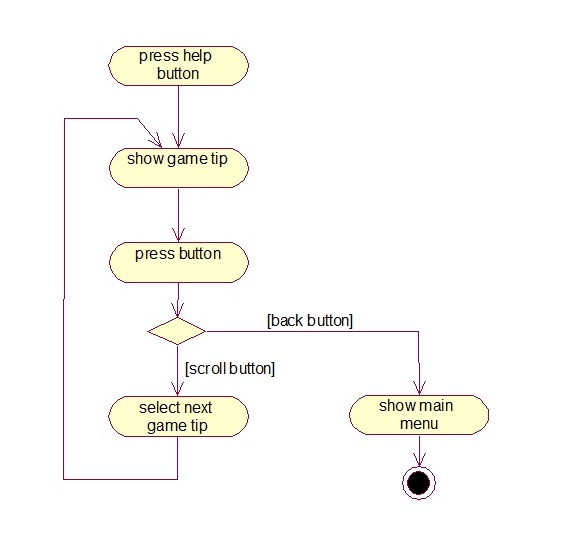 press help
button
show game tip
press button
[back button]
[scroll button]
select next
game tip
show main
menu